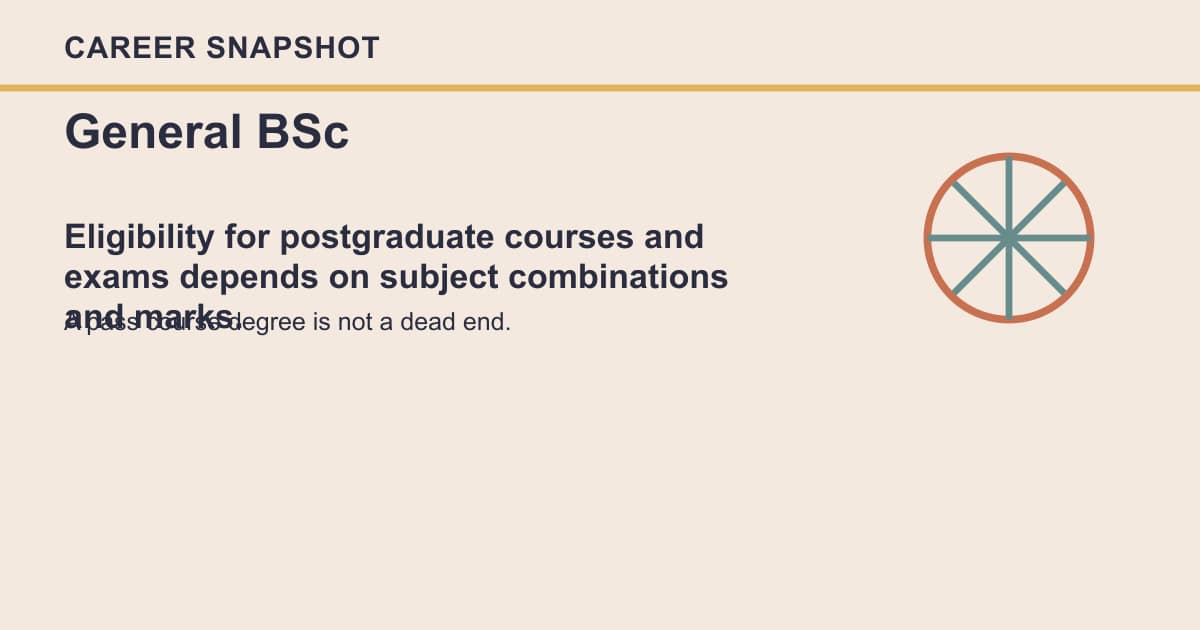 CAREER SNAPSHOT
General BSc
Eligibility for postgraduate courses and
exams depends on subject combinations
and marks.
A pass course degree is not a dead end.